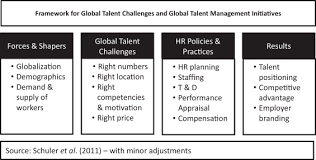 Framework for Global Talent Challenges and Global Talent Management Initiatives
Forces & Shapers
• Globalization
• Demographics
• Demand &
supply of
workers
Global Talent
Challenges
• Right numbers
• Right location
• Right
competencies
& motivation
• Right price
HR Policies &
Practices
• HR planning
• Staffing
• T & D
• Performance
Appraisal
• Compensation
Results
• Talent
positioning
• Competitive
advantage
• Employer
branding
Source: Schuler et al. (2011) – with minor adjustments